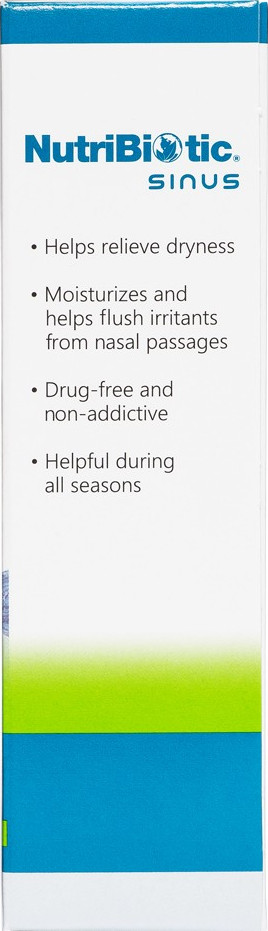 NutriBiotic®
SINUS
• Helps relieve dryness
• Moisturizes and
helps flush irritants
from nasal passages
• Drug-free and
non-addictive
• Helpful during
all seasons